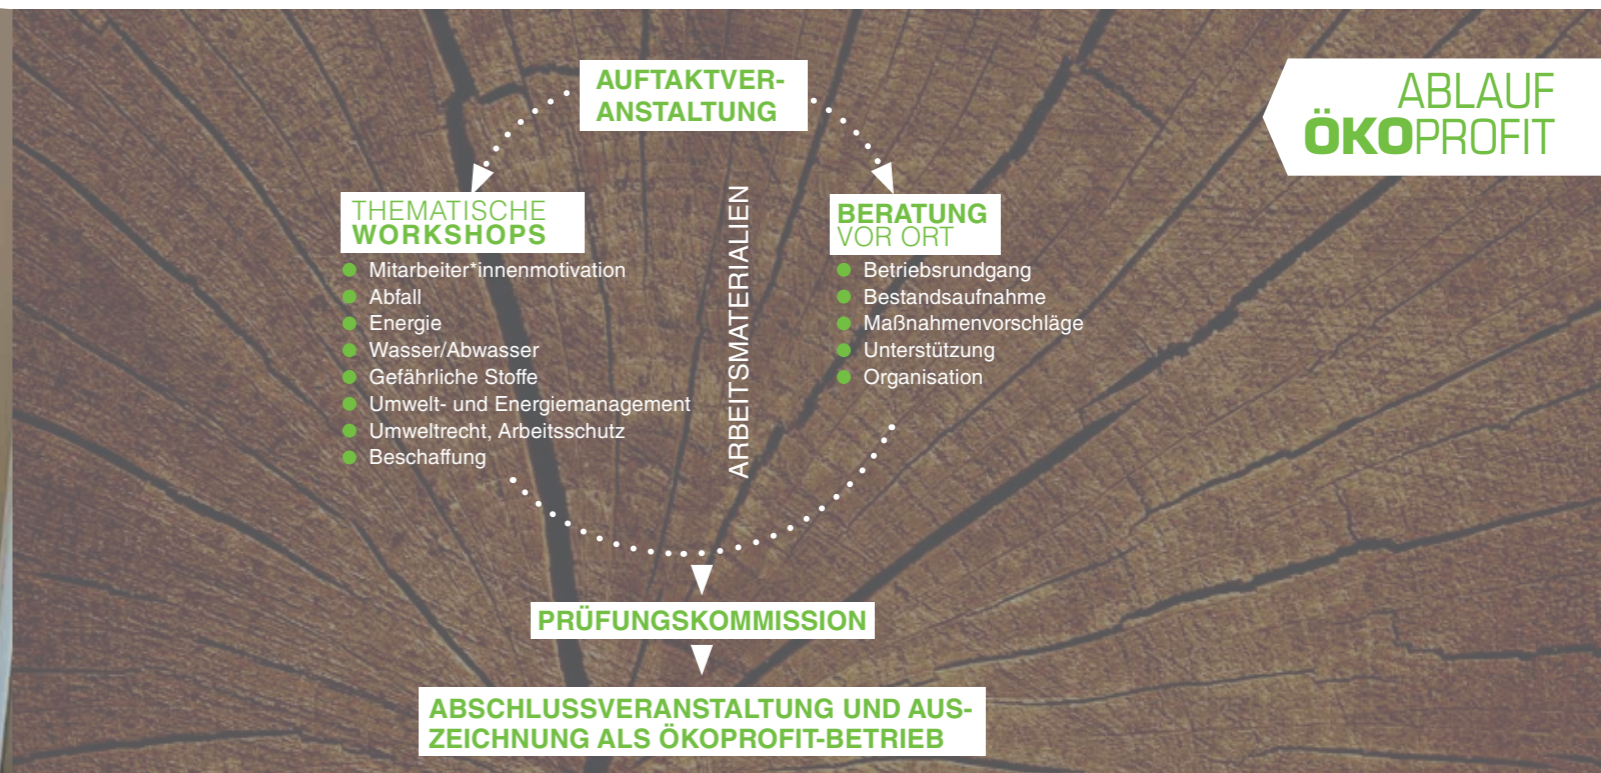 ABLAUF
ÖKOPROFIT
AUFTAKTVER-
ANSTALTUNG
THEMATISCHE
WORKSHOPS
Mitarbeiter*innenmotivation
Abfall
Energie
Wasser/Abwasser
Gefährliche Stoffe
Umwelt- und Energiemanagement
Umweltrecht, Arbeitsschutz
Beschaffung
ARBEITSMATERIALIEN
BERATUNG
VOR ORT
Betriebsrundgang
Bestandsaufnahme
Maßnahmenvorschläge
Unterstützung
Organisation
PRÜFUNGSKOMMISSION
ABSCHLUSSVERANSTALTUNG UND AUS-
ZEICHNUNG ALS ÖKOPROFIT-BETRIEB